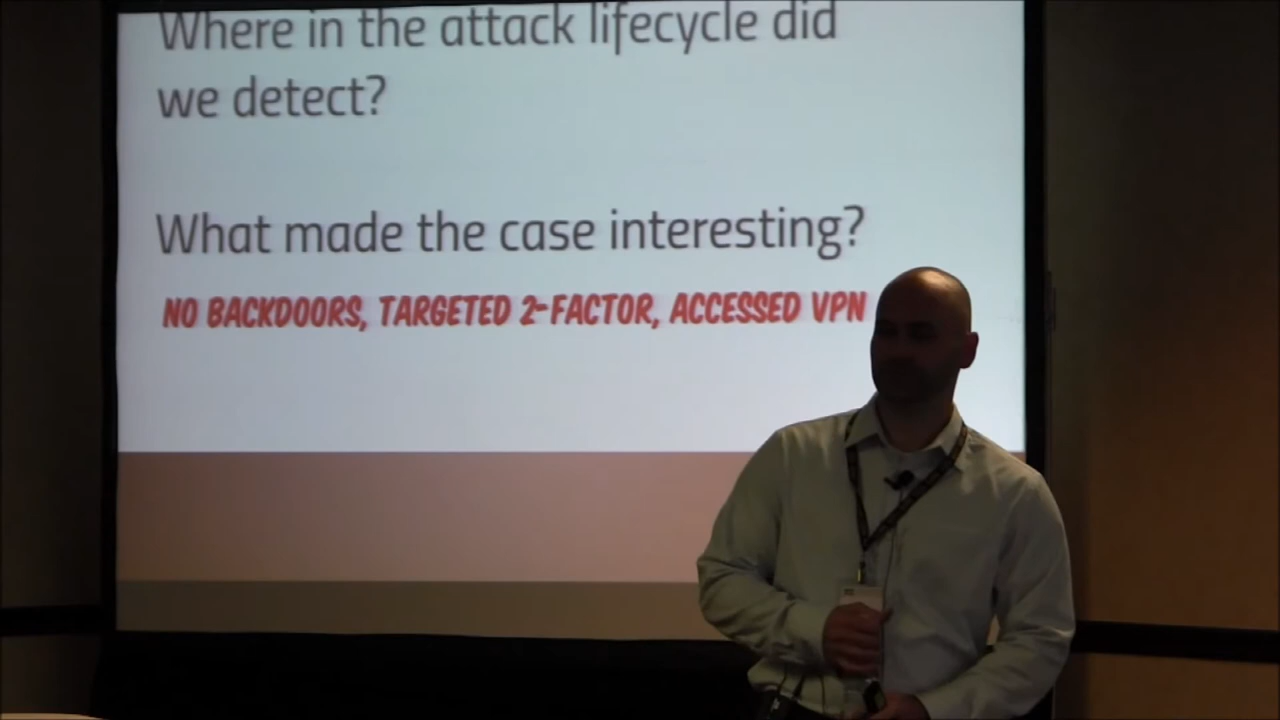 Where in the attack lifecycle did
we detect?
What made the case interesting?
NO BACKDOORS, TARGETED 2-FACTOR, ACCESSED VPN